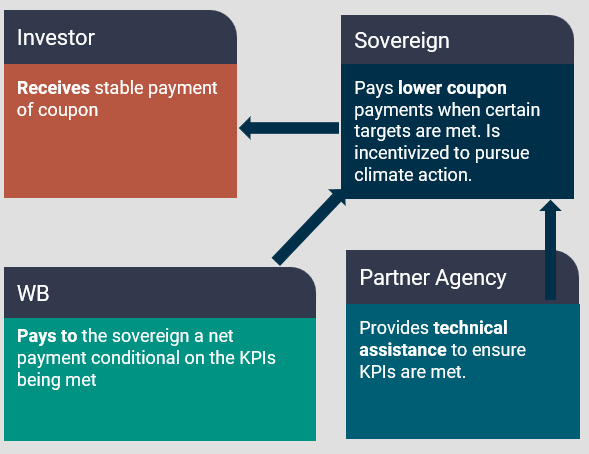 Investor
Receives stable payment
of coupon
Sovereign
Pays lower coupon
payments when certain
targets are met. Is
incentivized to pursue
climate action.
WB
Pays to the sovereign a net
payment conditional on the KPIs
being met
Partner Agency
Provides technical
assistance to ensure
KPIs are met.